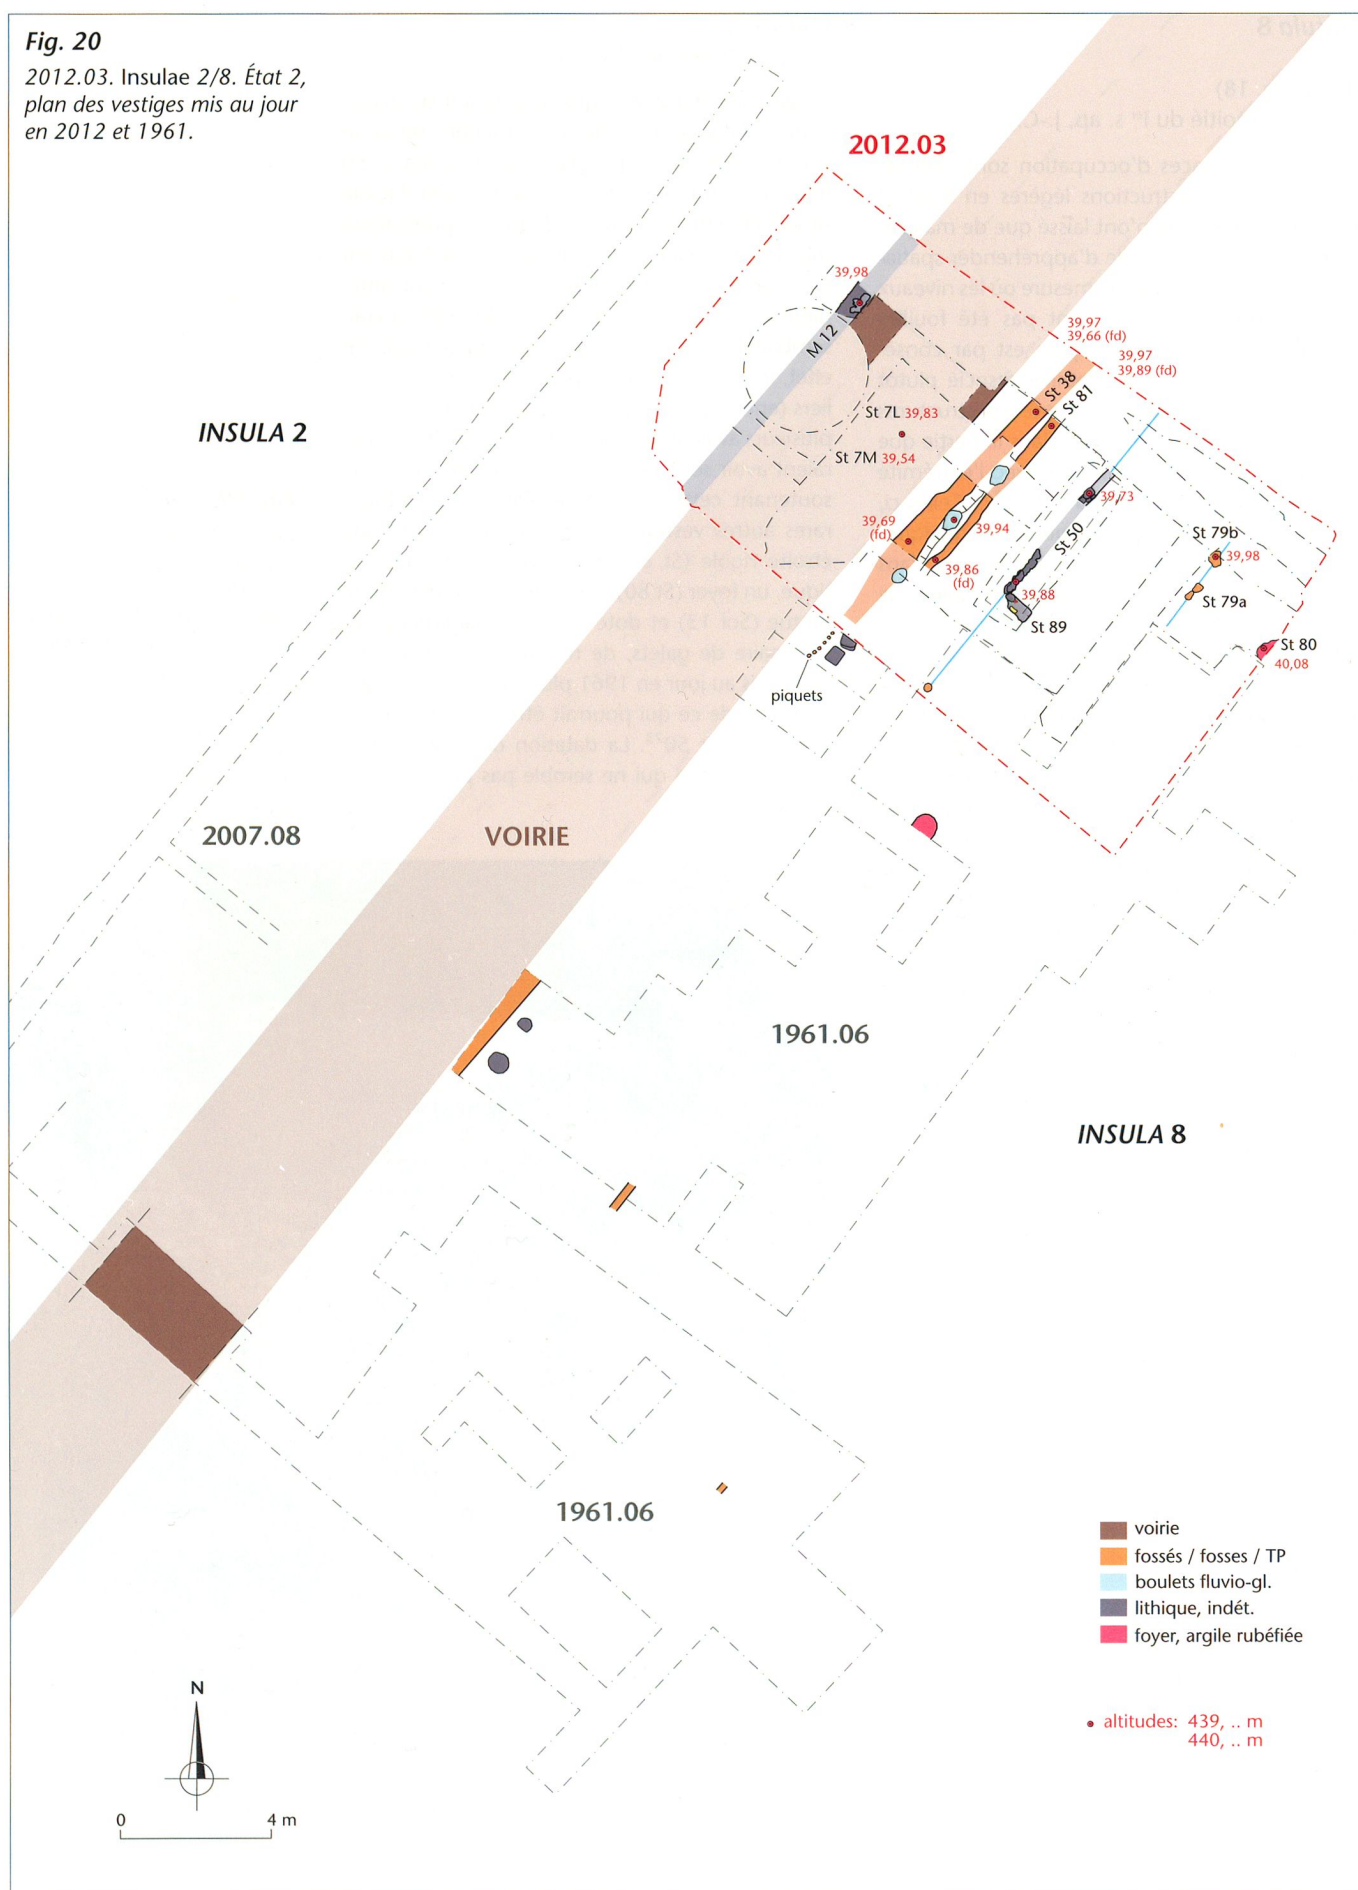 Fig. 20
2012.03. Insulae 2/8. État 2,
plan des vestiges mis au jour
en 2012 et 1961.
2012.03
39,98
M 12
39,97
39,66 (fd)
39,97
39,89 (fd)
St 38
St 81
St 7L 39,83
St 7M 39,54
INSULA 2
39,73
39,69
(fd)
39,94
St 50
St 79b
39,98
39,86
(fd)
39,88
St 79a
St 89
St 80
40,08
piquets
2007.08
VOIRIE
1961.06
INSULA 8
1961.06
voirie
fossés / fosses / TP
boulets fluvio-gl.
lithique, indét.
foyer, argile rubéfiée
altitudes: 439, .. m
440, .. m
N
0 4 m